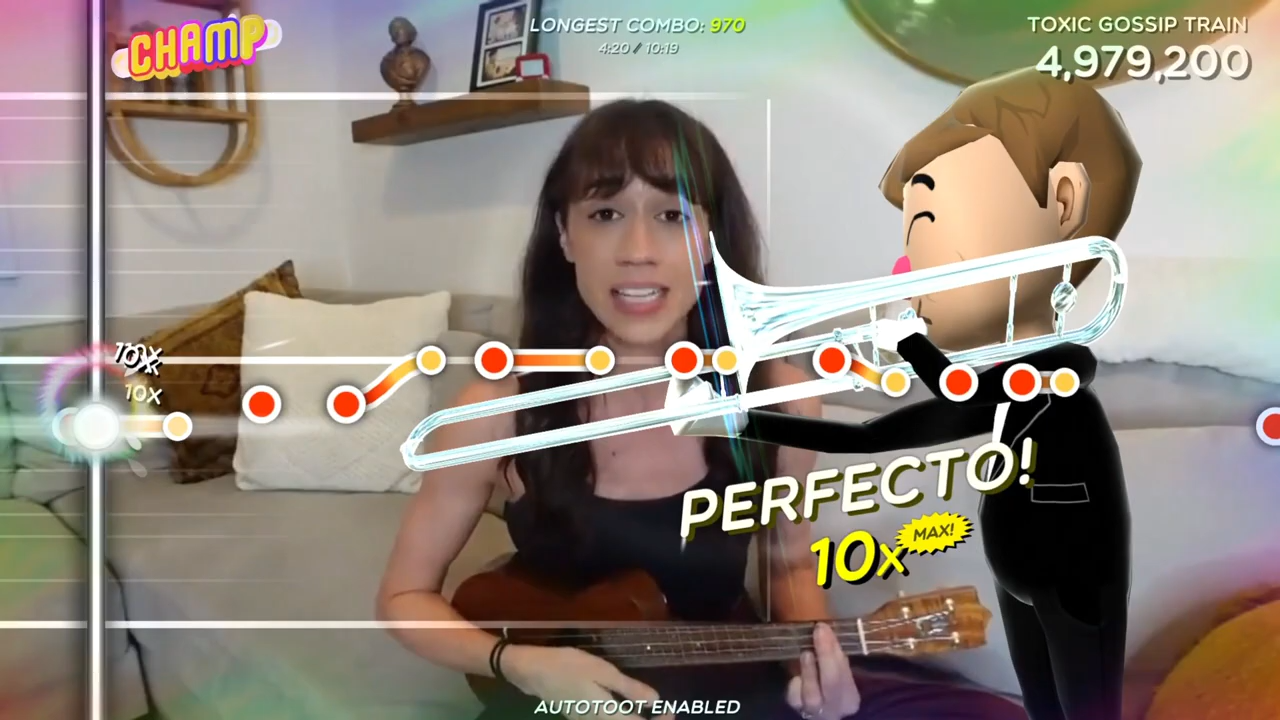 CHAMP
LONGEST COMBO: 970
4:20 / 10:19
TOXIC GOSSIP TRAIN
4,979,200
10x
10x
PERFECTO!
10x MAX!
AUTOTOOT ENABLED